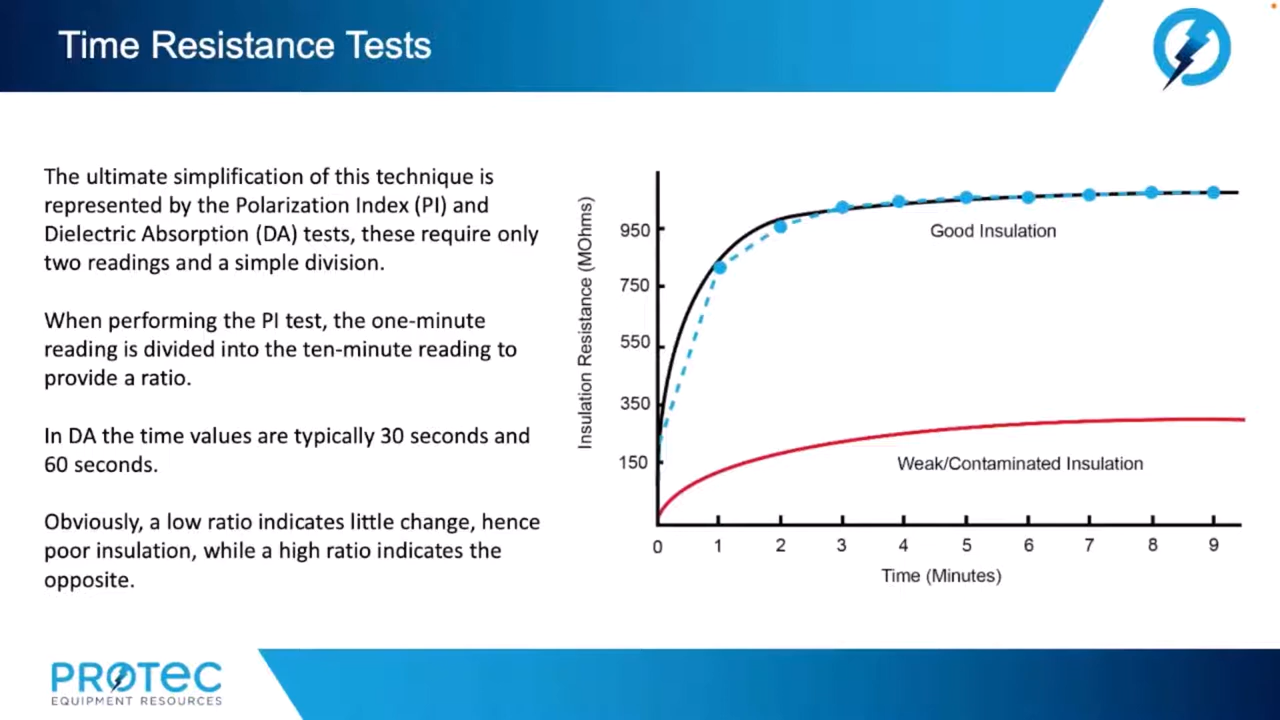 Time Resistance Tests
The ultimate simplification of this technique is
represented by the Polarization Index (PI) and
Dielectric Absorption (DA) tests, these require only
two readings and a simple division.
When performing the PI test, the one-minute
reading is divided into the ten-minute reading to
provide a ratio.
In DA the time values are typically 30 seconds and
60 seconds.
Obviously, a low ratio indicates little change, hence
poor insulation, while a high ratio indicates the
opposite.
Insulation Resistance (MOhms)
950
750
550
350
150
Good Insulation
Weak/Contaminated Insulation
0 1 2 3 4 5 6 7 8 9
Time (Minutes)
PROTEC
EQUIPMENT RESOURCES